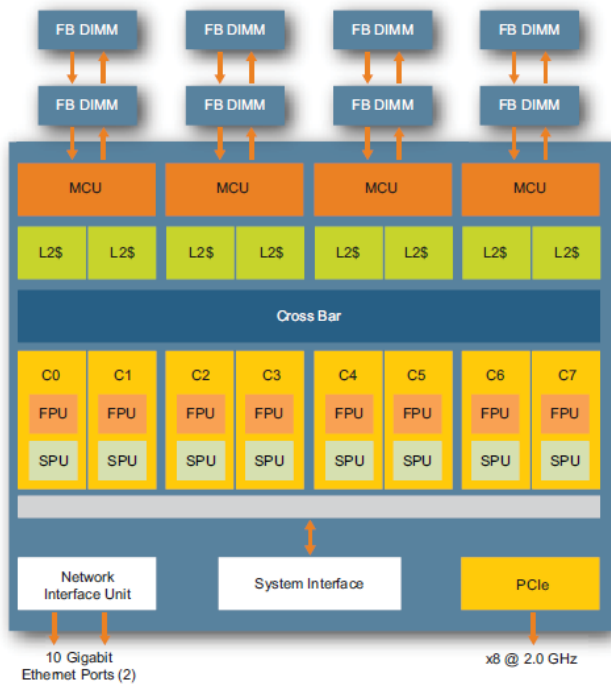 FB DIMM FB DIMM FB DIMM FB DIMM
FB DIMM FB DIMM FB DIMM FB DIMM
MCU MCU MCU MCU
L2$ L2$ L2$ L2$ L2$ L2$ L2$ L2$
Cross Bar
C0 C1 C2 C3 C4 C5 C6 C7
FPU FPU FPU FPU FPU FPU FPU FPU
SPU SPU SPU SPU SPU SPU SPU SPU
Network
Interface Unit
System Interface
PCIe
10 Gigabit
Ethernet Ports (2)
x8 @ 2.0 GHz